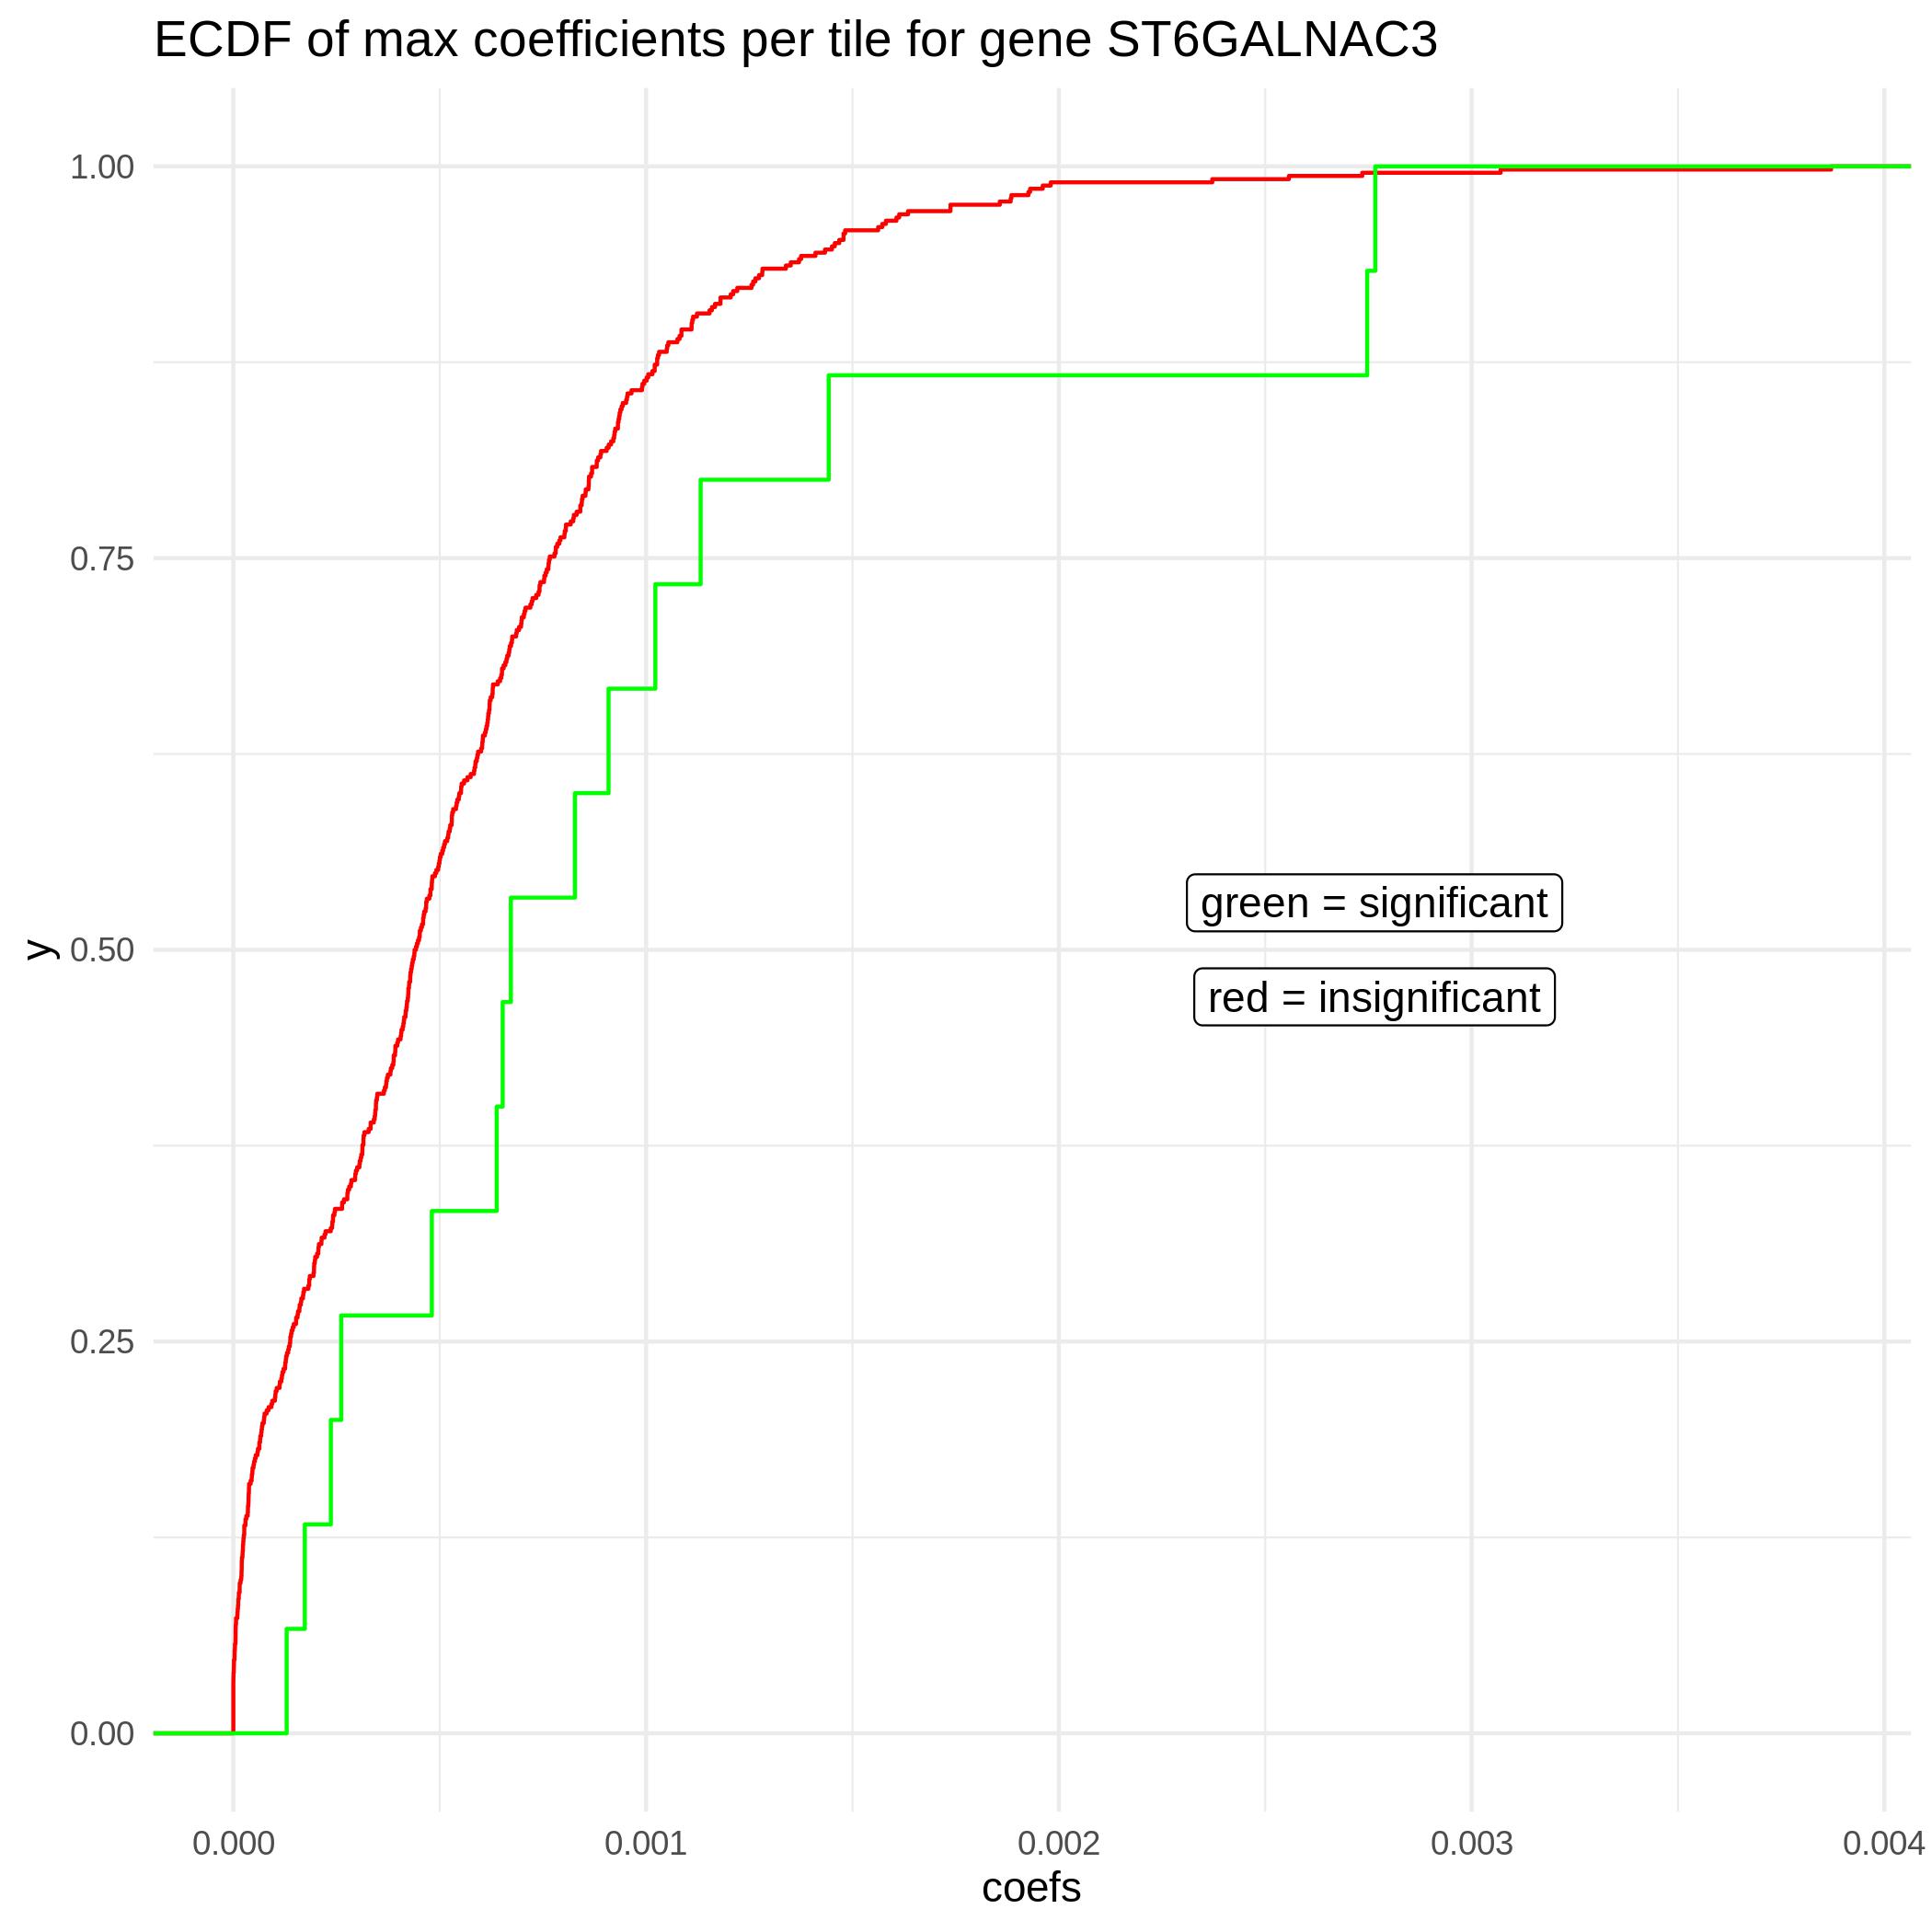 ECDF of max coefficients per tile for gene ST6GALNAC3
1.00
0.75
0.50
0.25
0.00
y
green = significant
red = insignificant
0.000 0.001 0.002 0.003 0.004
coefs